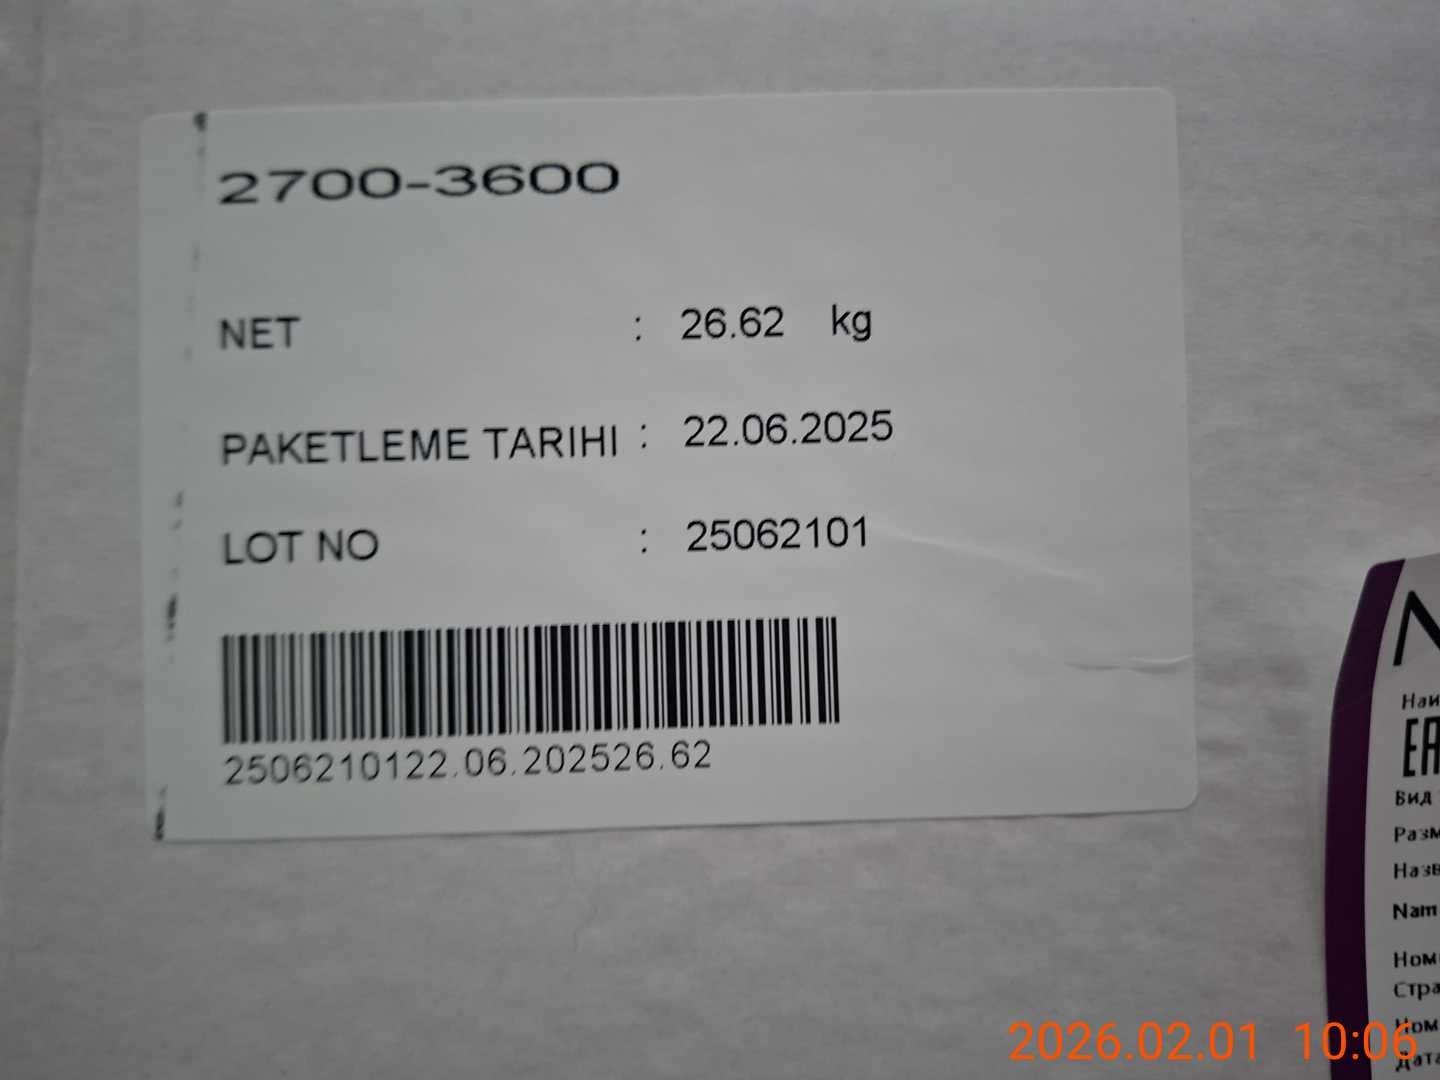 2700-3600
NET : 26.62 kg
PAKETLEME TARIHI : 22.06.2025
LOT NO : 25062101
2506210122.06.202526.62
EAC
Вид
2026.02.01 10:06